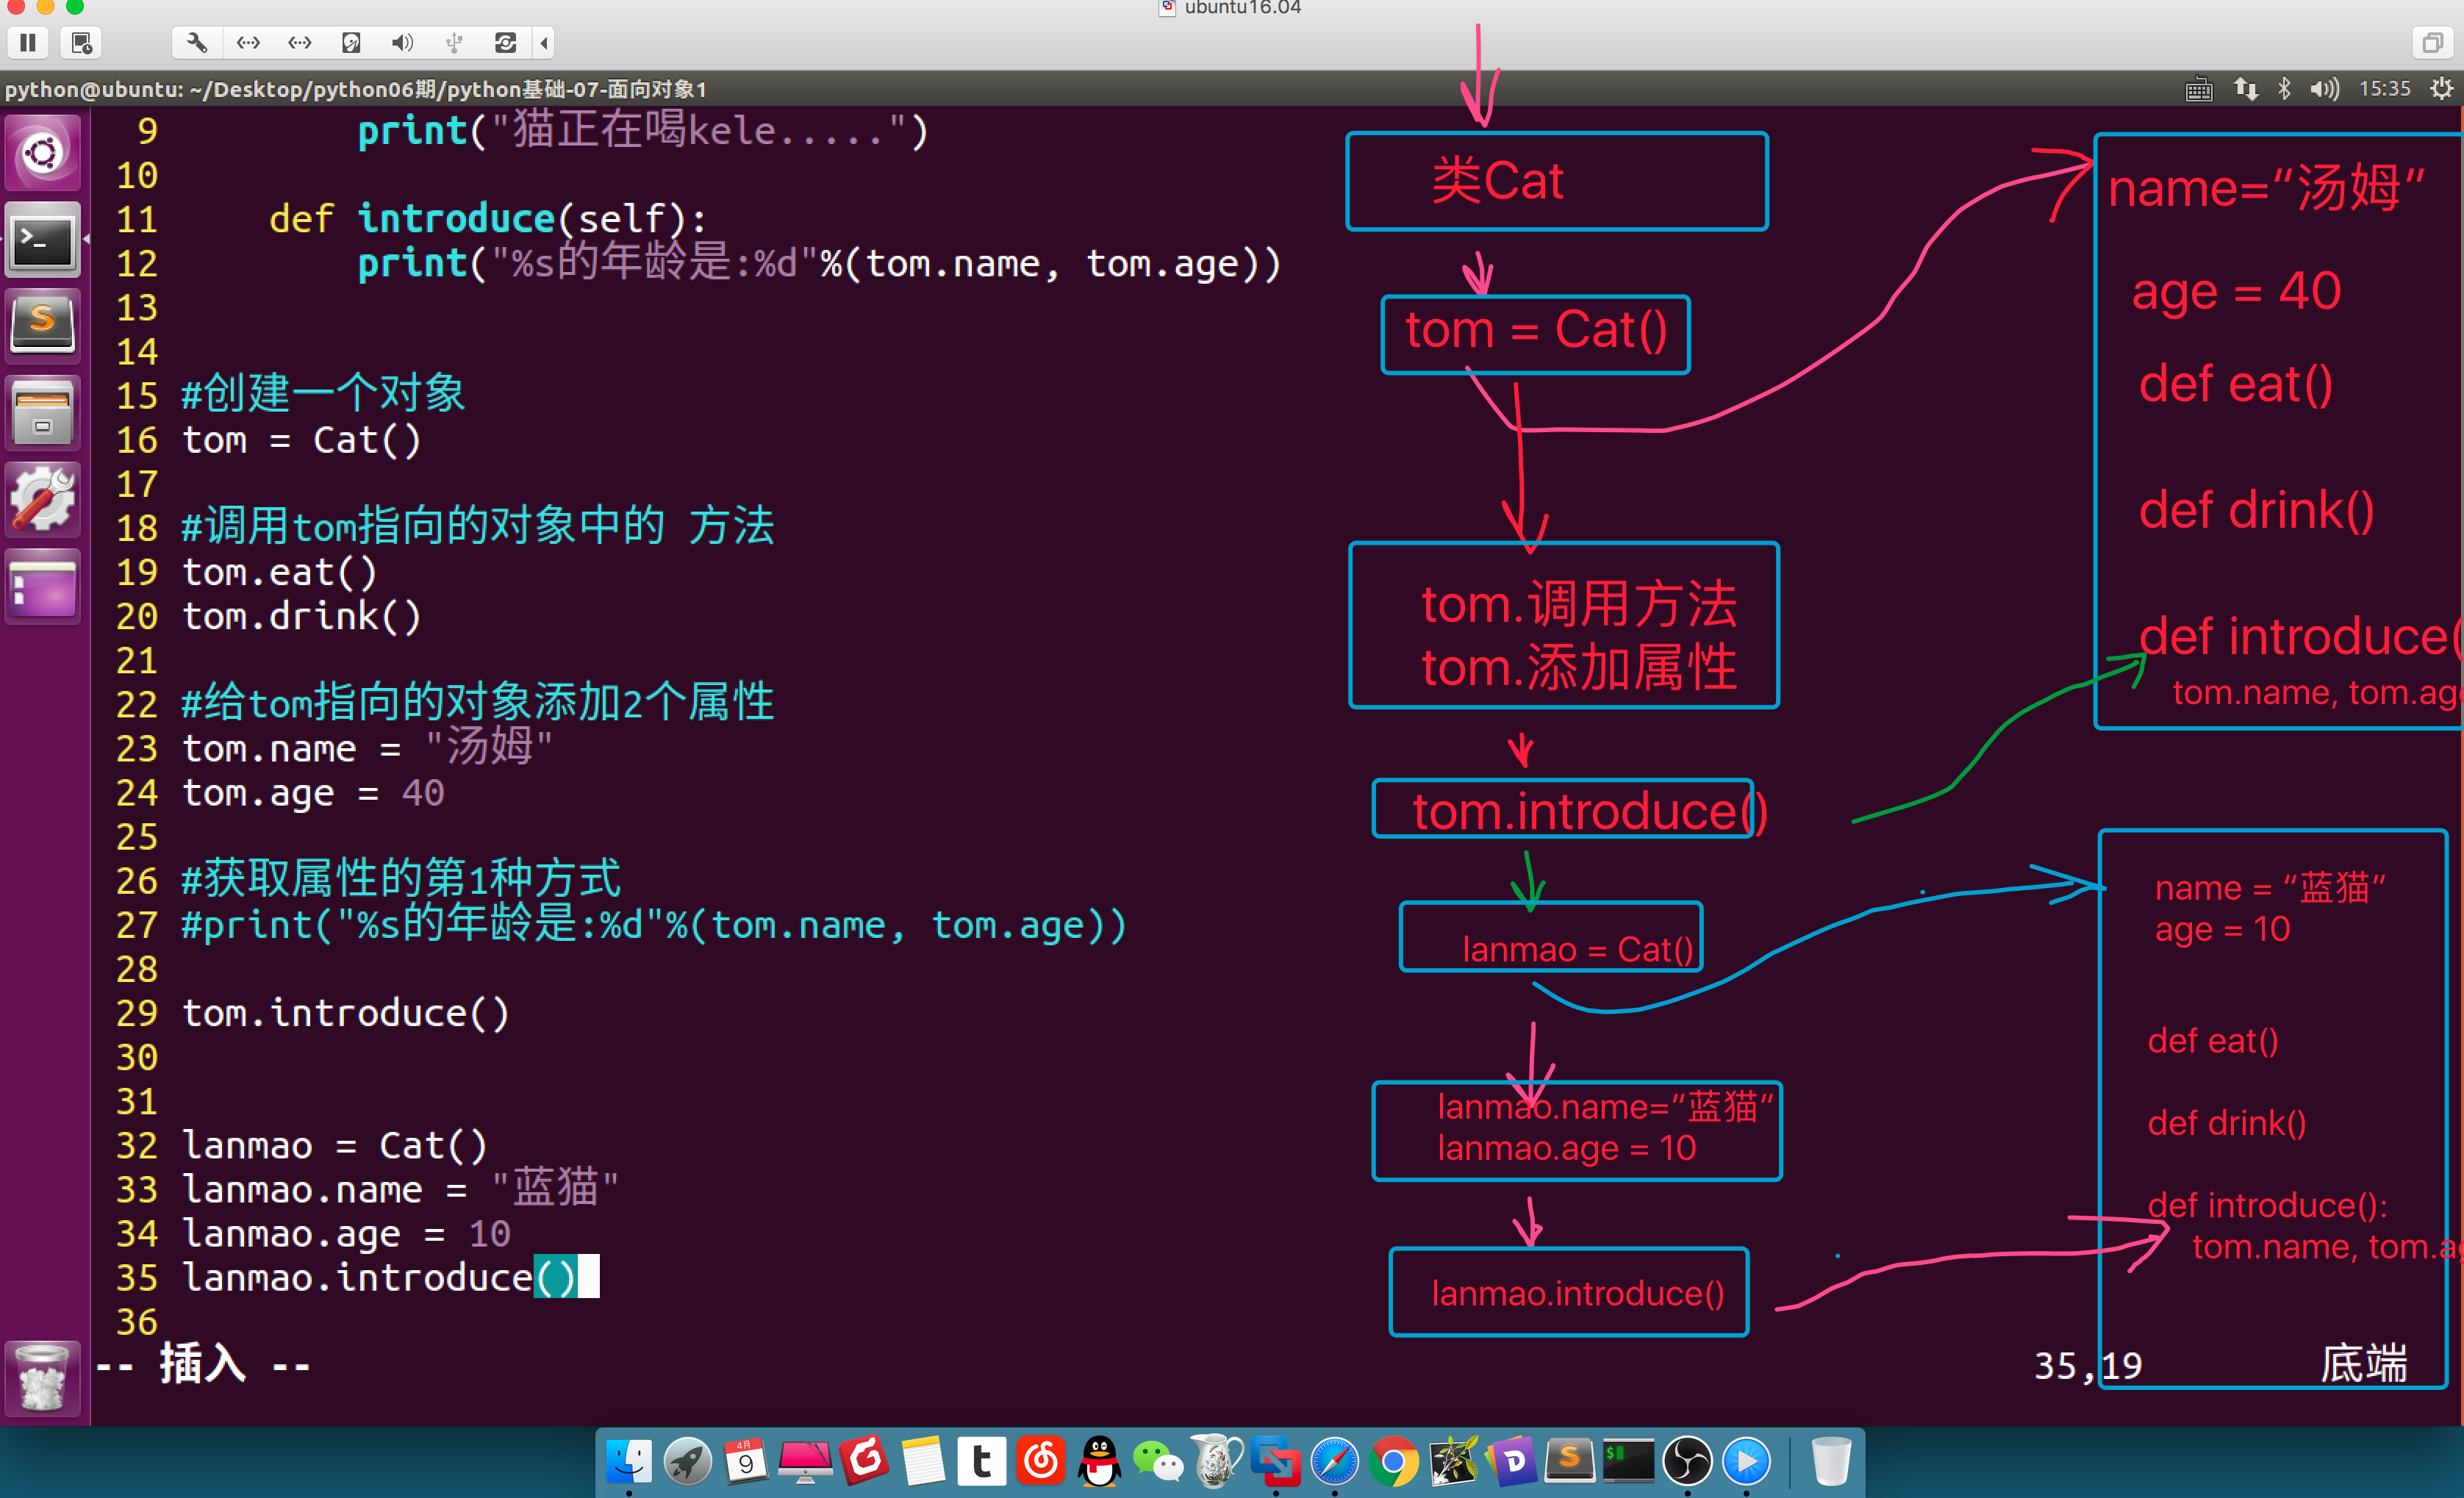 ubuntu16.04
python@ubuntu: ~/Desktop/python06期/python基础-07-面向对象1
15:35
9 print("猫正在喝kele.....")
10
11 def introduce(self):
12 print("%s的年龄是:%d"%(tom.name, tom.age))
13
14
15 #创建一个对象
16 tom = Cat()
17
18 #调用tom指向的对象中的 方法
19 tom.eat()
20 tom.drink()
21
22 #给tom指向的对象添加2个属性
23 tom.name = "汤姆"
24 tom.age = 40
25
26 #获取属性的第1种方式
27 #print("%s的年龄是:%d"%(tom.name, tom.age))
28
29 tom.introduce()
30
31
32 lanmao = Cat()
33 lanmao.name = "蓝猫"
34 lanmao.age = 10
35 lanmao.introduce()
36
-- 插入 --
35,19
底端
类Cat
tom = Cat()
tom.调用方法
tom.添加属性
tom.introduce()
lanmao = Cat()
lanmao.name=“蓝猫“
lanmao.age = 10
lanmao.introduce()
name=“汤姆“
age = 40
def eat()
def drink()
def introduce(
tom.name, tom.ag
name = “蓝猫“
age = 10
def eat()
def drink()
def introduce():
tom.name, tom.a
4月
9